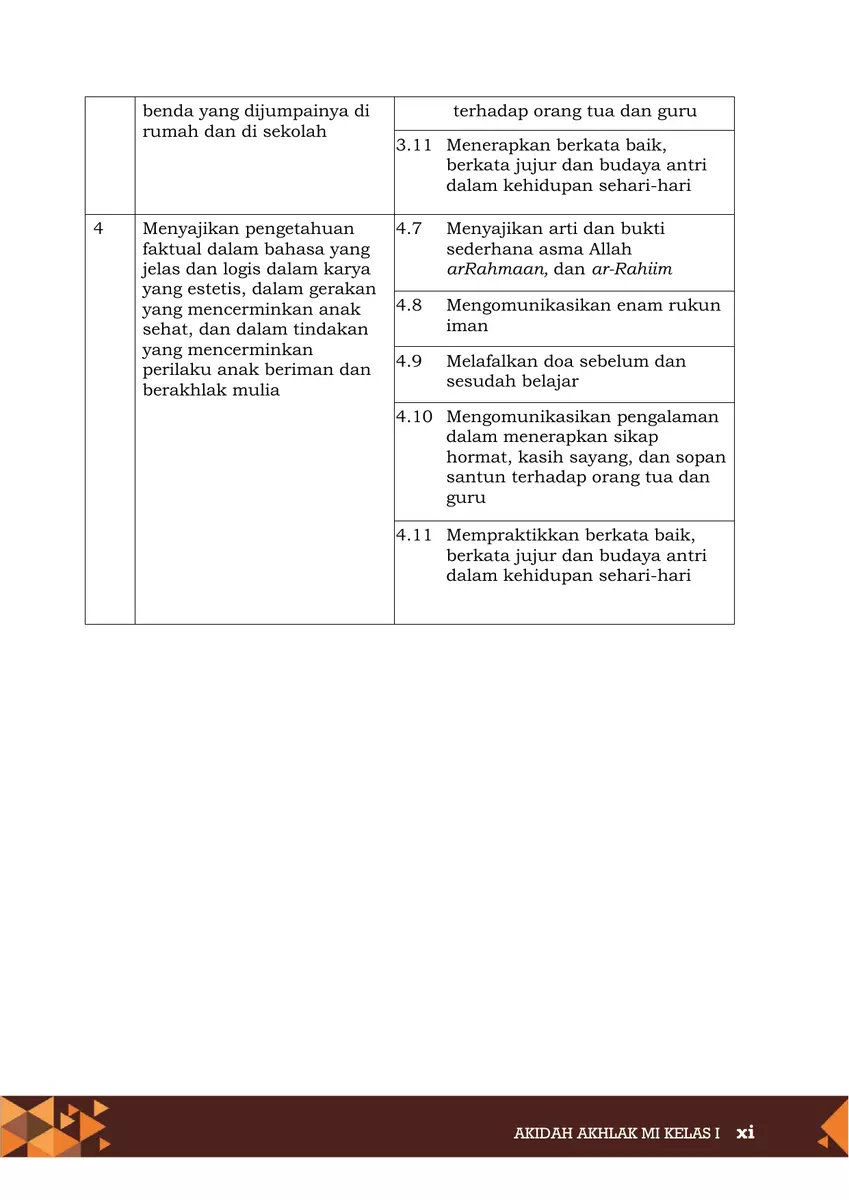 benda yang dijumpainya di
rumah dan di sekolah
terhadap orang tua dan guru
3.11 Menerapkan berkata baik,
berkata jujur dan budaya antri
dalam kehidupan sehari-hari
4 Menyajikan pengetahuan
faktual dalam bahasa yang
jelas dan logis dalam karya
yang estetis, dalam gerakan
yang mencerminkan anak
sehat, dan dalam tindakan
yang mencerminkan
perilaku anak beriman dan
berakhlak mulia
4.7 Menyajikan arti dan bukti
sederhana asma Allah
arRahmaan, dan ar-Rahiim
4.8 Mengomunikasikan enam rukun
iman
4.9 Melafalkan doa sebelum dan
sesudah belajar
4.10 Mengomunikasikan pengalaman
dalam menerapkan sikap
hormat, kasih sayang, dan sopan
santun terhadap orang tua dan
guru
4.11 Mempraktikkan berkata baik,
berkata jujur dan budaya antri
dalam kehidupan sehari-hari
AKIDAH AKHLAK MI KELAS I xi